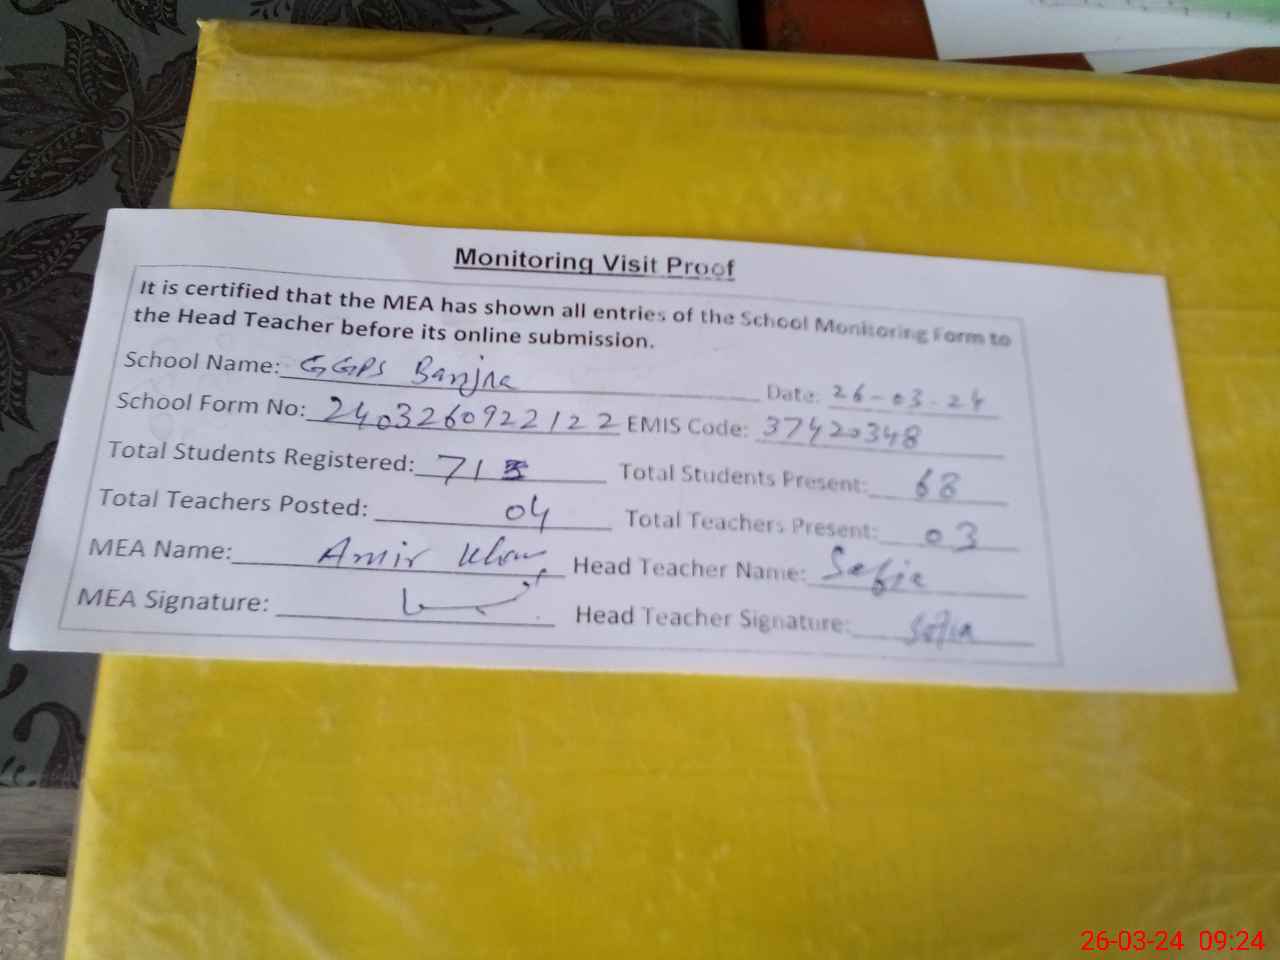 Monitoring Visit Proof
It is certified that the MEA has shown all entries of the School Monitoring Form to
the Head Teacher before its online submission.
School Name: GGPS Banjna Date: 26-03-24
School Form No: 2403260922122 EMIS Code: 37420348
Total Students Registered: 71 Total Students Present: 68
Total Teachers Posted: 04 Total Teachers Present: 03
MEA Name: Amir Khan Head Teacher Name: Safia
MEA Signature: Head Teacher Signature: Safia
26-03-24 09:24